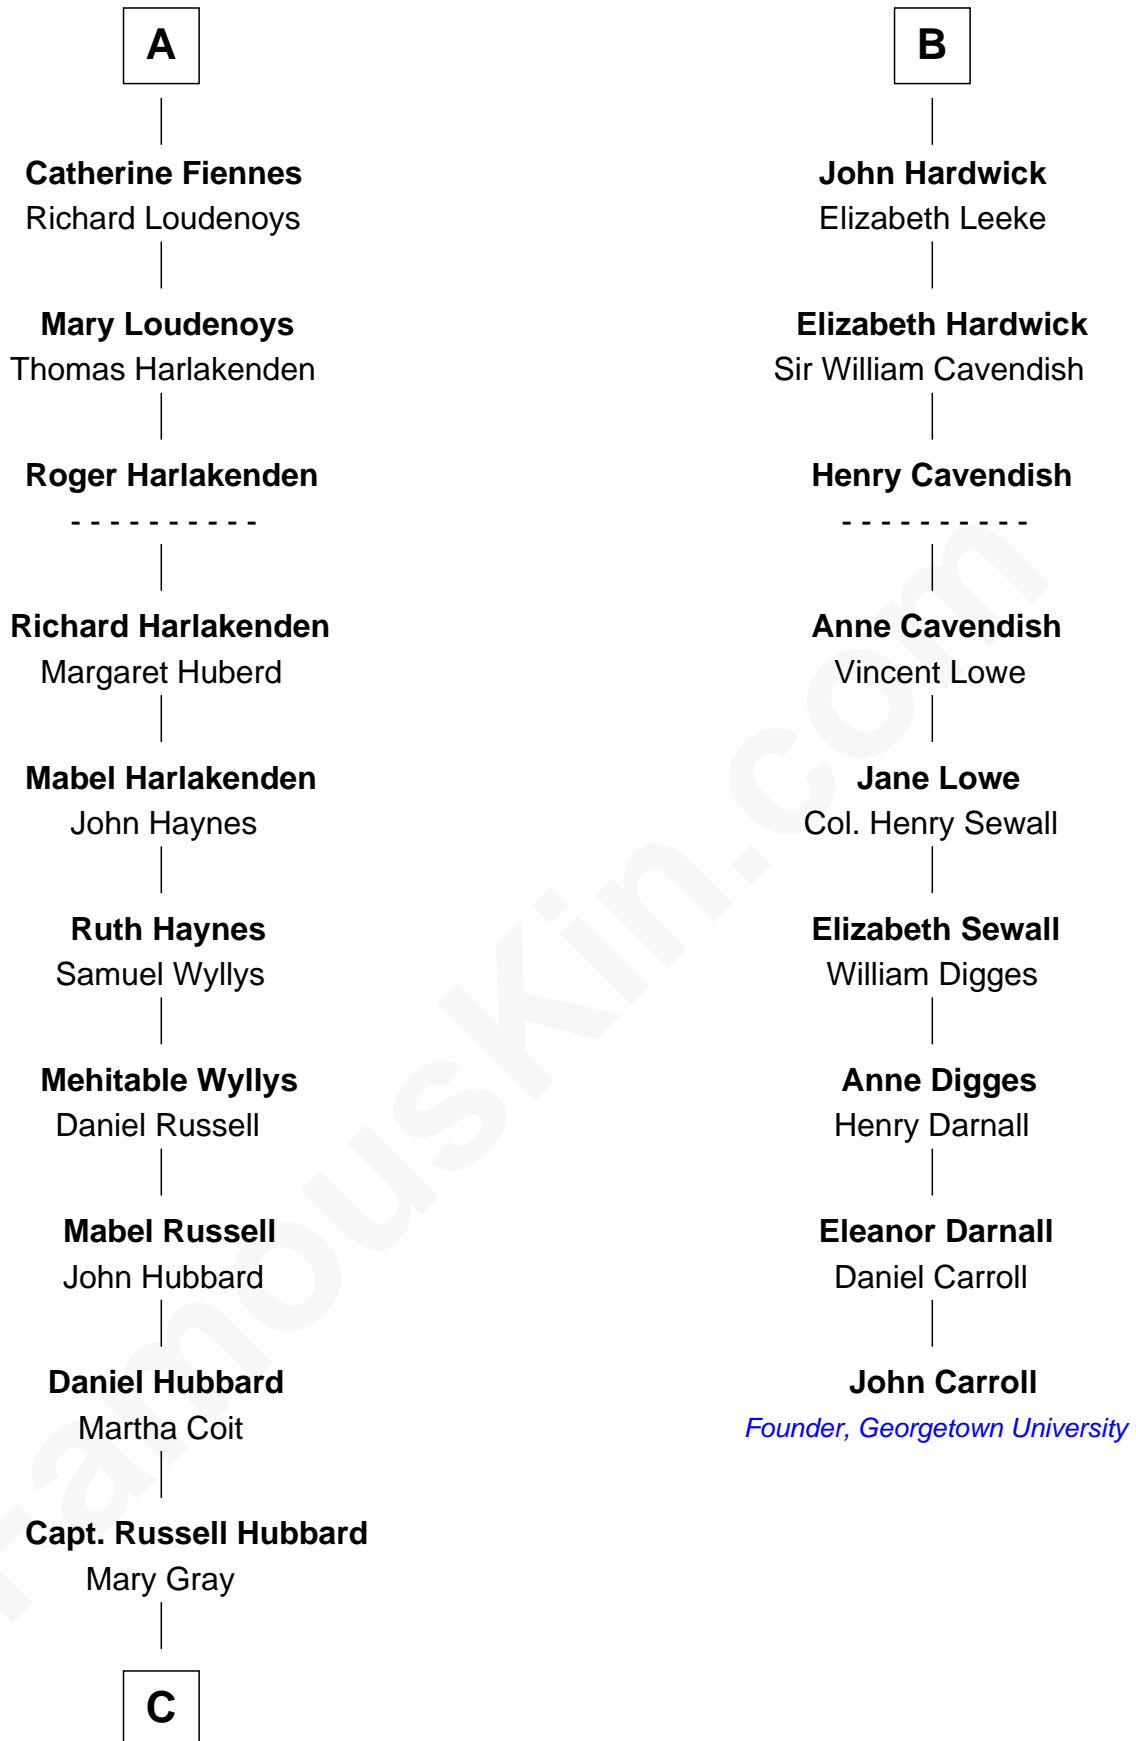 A
Catherine Fiennes
Richard Loudenoys
Mary Loudenoys
Thomas Harlakenden
Roger Harlakenden
- - - - - - - - - -
Richard Harlakenden
Margaret Huberd
Mabel Harlakenden
John Haynes
Ruth Haynes
Samuel Wyllys
Mehitable Wyllys
Daniel Russell
Mabel Russell
John Hubbard
Daniel Hubbard
Martha Coit
Capt. Russell Hubbard
Mary Gray
C
B
John Hardwick
Elizabeth Leeke
Elizabeth Hardwick
Sir William Cavendish
Henry Cavendish
- - - - - - - - - -
Anne Cavendish
Vincent Lowe
Jane Lowe
Col. Henry Sewall
Elizabeth Sewall
William Digges
Anne Digges
Henry Darnall
Eleanor Darnall
Daniel Carroll
John Carroll
Founder, Georgetown University
FamousKin.com